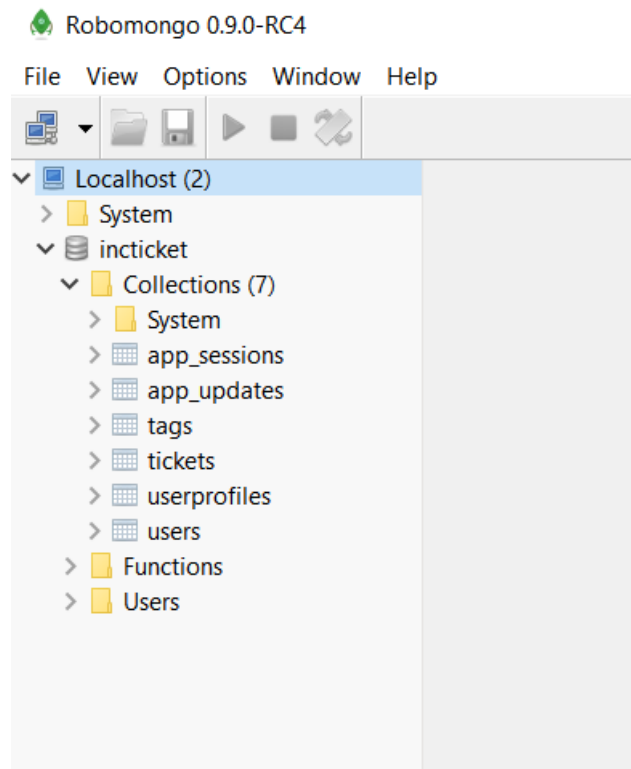 Robomongo 0.9.0-RC4
File View Options Window Help
Localhost (2)
System
incticket
Collections (7)
System
app_sessions
app_updates
tags
tickets
userprofiles
users
Functions
Users